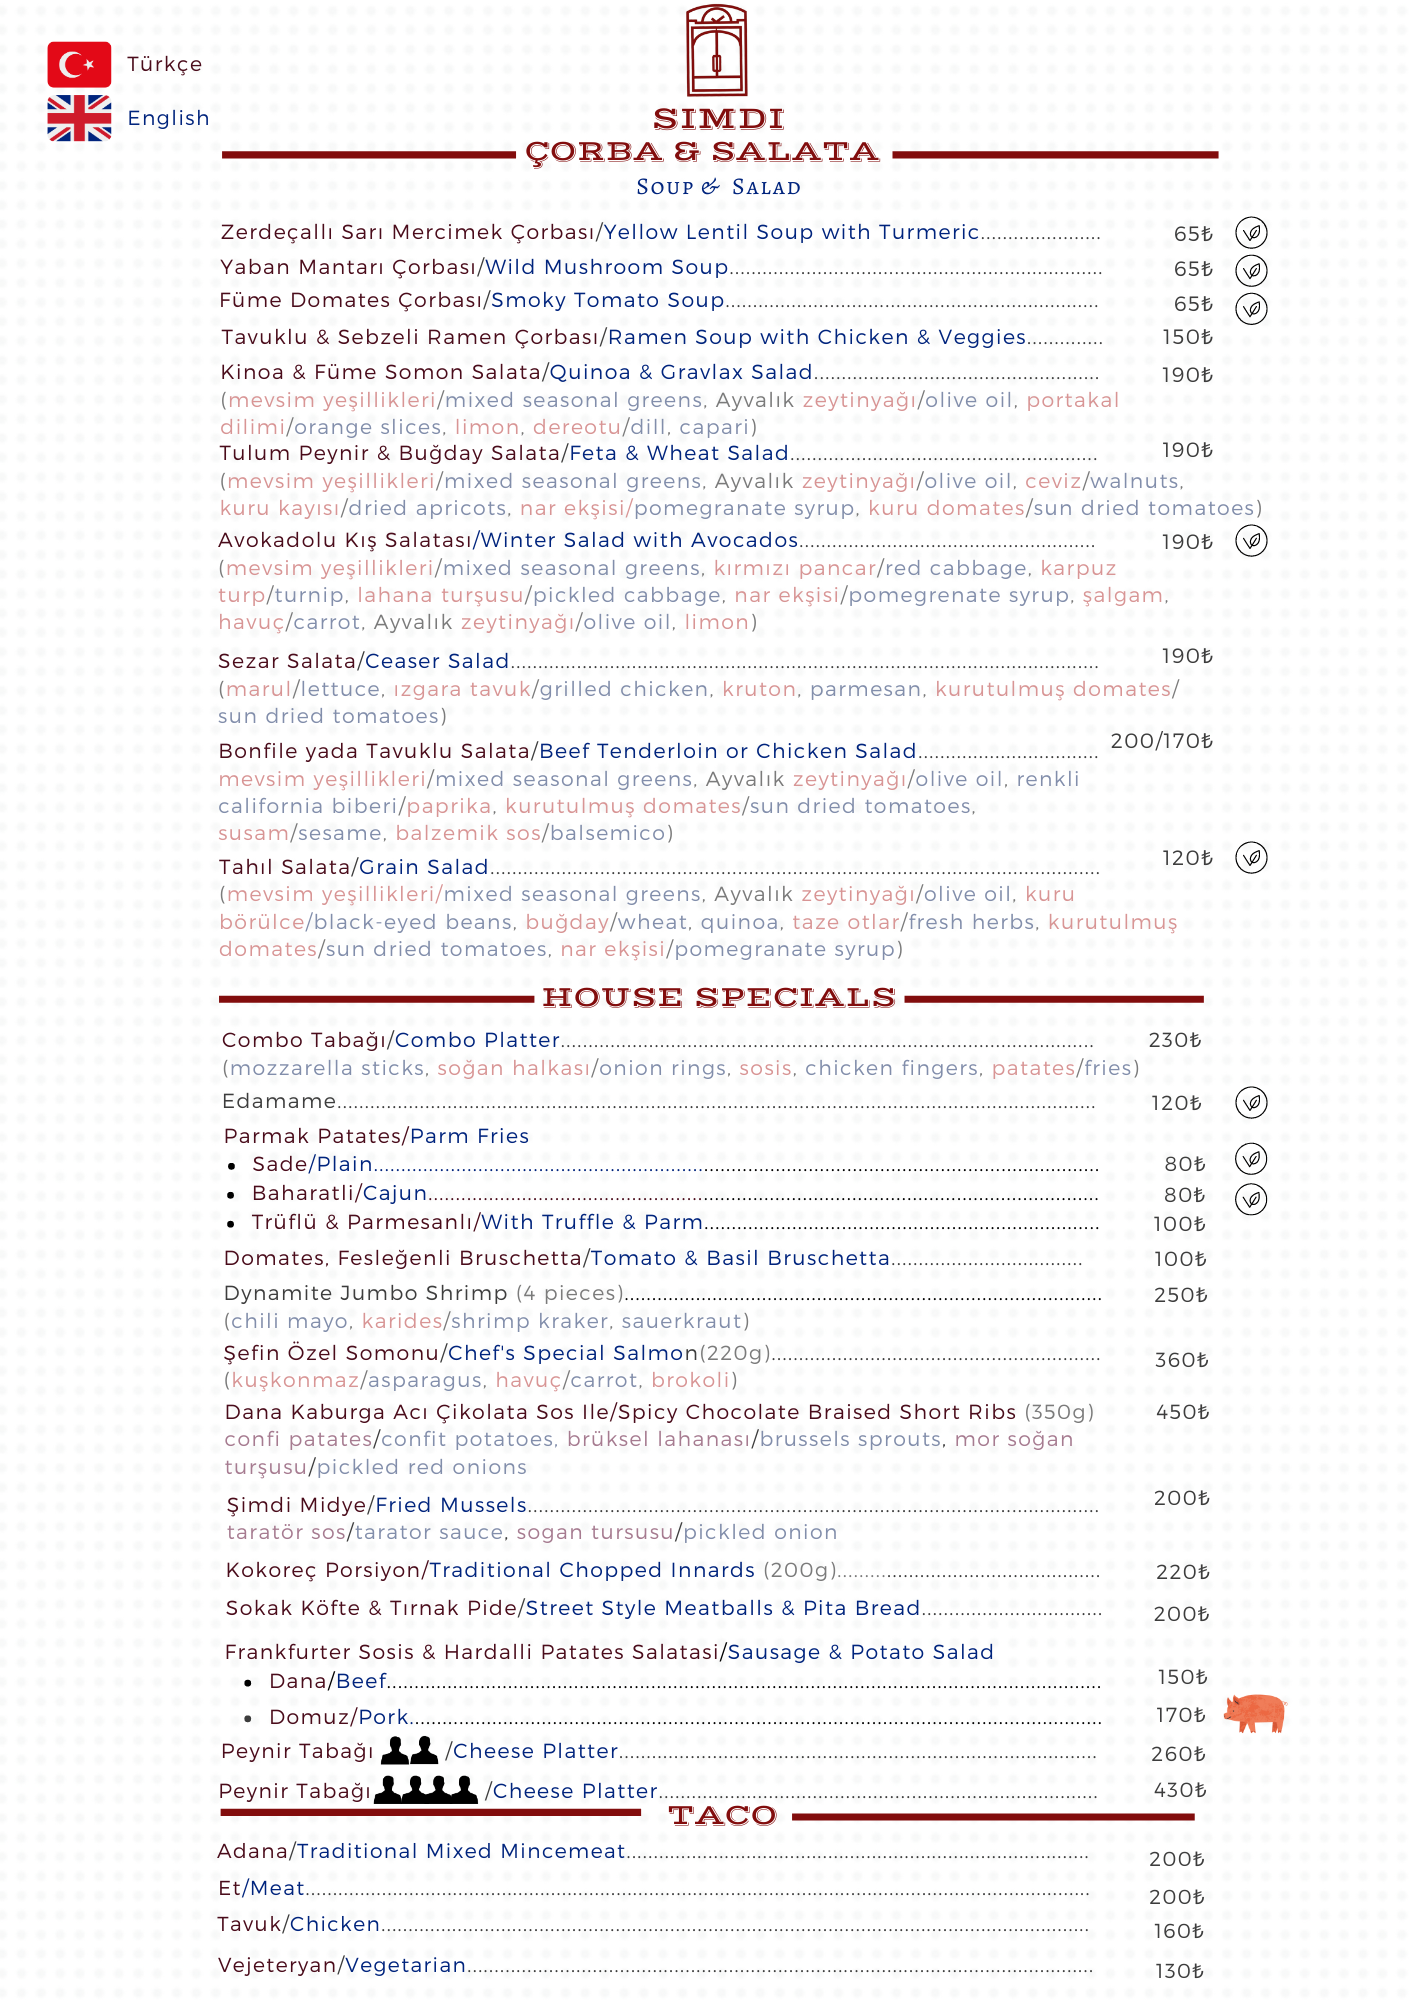 Türkçe
English
SIMDI
ÇORBA & SALATA
Soup & Salad
Zerdeçallı Sarı Mercimek Çorbası/Yellow Lentil Soup with Turmeric...................... 65₺
Yaban Mantarı Çorbası/Wild Mushroom Soup.................................................................... 65₺
Füme Domates Çorbası/Smoky Tomato Soup.................................................................... 65₺
Tavuklu & Sebzeli Ramen Çorbası/Ramen Soup with Chicken & Veggies.............. 150₺
Kinoa & Füme Somon Salata/Quinoa & Gravlax Salad.................................................... 190₺
(mevsim yeşillikleri/mixed seasonal greens, Ayvalık zeytinyağı/olive oil, portakal
dilimi/orange slices, limon, dereotu/dill, capari)
Tulum Peynir & Buğday Salata/Feta & Wheat Salad........................................................ 190₺
(mevsim yeşillikleri/mixed seasonal greens, Ayvalık zeytinyağı/olive oil, ceviz/walnuts,
kuru kayısı/dried apricots, nar ekşisi/pomegranate syrup, kuru domates/sun dried tomatoes)
Avokadolu Kış Salatası/Winter Salad with Avocados...................................................... 190₺
(mevsim yeşillikleri/mixed seasonal greens, kırmızı pancar/red cabbage, karpuz
turp/turnip, lahana turşusu/pickled cabbage, nar ekşisi/pomegrenate syrup, şalgam,
havuç/carrot, Ayvalık zeytinyağı/olive oil, limon)
Sezar Salata/Ceaser Salad........................................................................................................... 190₺
(marul/lettuce, ızgara tavuk/grilled chicken, kruton, parmesan, kurutulmuş domates/
sun dried tomatoes)
Bonfile yada Tavuklu Salata/Beef Tenderloin or Chicken Salad................................. 200/170₺
mevsim yeşillikleri/mixed seasonal greens, Ayvalık zeytinyağı/olive oil, renkli
california biberi/paprika, kurutulmuş domates/sun dried tomatoes,
susam/sesame, balzemik sos/balsemico)
Tahıl Salata/Grain Salad............................................................................................................... 120₺
(mevsim yeşillikleri/mixed seasonal greens, Ayvalık zeytinyağı/olive oil, kuru
börülce/black-eyed beans, buğday/wheat, quinoa, taze otlar/fresh herbs, kurutulmuş
domates/sun dried tomatoes, nar ekşisi/pomegranate syrup)
HOUSE SPECIALS
Combo Tabağı/Combo Platter................................................................................................. 230₺
(mozzarella sticks, soğan halkası/onion rings, sosis, chicken fingers, patates/fries)
Edamame.......................................................................................................................................... 120₺
Parmak Patates/Parm Fries
• Sade/Plain.................................................................................................................................... 80₺
• Baharatli/Cajun.......................................................................................................................... 80₺
• Trüflü & Parmesanlı/With Truffle & Parm........................................................................ 100₺
Domates, Fesleğenli Bruschetta/Tomato & Basil Bruschetta................................... 100₺
Dynamite Jumbo Shrimp (4 pieces)....................................................................................... 250₺
(chili mayo, karides/shrimp kraker, sauerkraut)
Şefin Özel Somonu/Chef's Special Salmon(220g)............................................................ 360₺
(kuşkonmaz/asparagus, havuç/carrot, brokoli)
Dana Kaburga Acı Çikolata Sos Ile/Spicy Chocolate Braised Short Ribs (350g) 450₺
confi patates/confit potatoes, brüksel lahanası/brussels sprouts, mor soğan
turşusu/pickled red onions
Şimdi Midye/Fried Mussels........................................................................................................ 200₺
taratör sos/tarator sauce, sogan tursusu/pickled onion
Kokoreç Porsiyon/Traditional Chopped Innards (200g)................................................ 220₺
Sokak Köfte & Tırnak Pide/Street Style Meatballs & Pita Bread................................. 200₺
Frankfurter Sosis & Hardalli Patates Salatasi/Sausage & Potato Salad
• Dana/Beef.................................................................................................................................. 150₺
• Domuz/Pork.............................................................................................................................. 170₺
Peynir Tabağı /Cheese Platter....................................................................................... 260₺
Peynir Tabağı /Cheese Platter................................................................................ 430₺
TACO
Adana/Traditional Mixed Mincemeat.................................................................................... 200₺
Et/Meat.............................................................................................................................................. 200₺
Tavuk/Chicken................................................................................................................................. 160₺
Vejeteryan/Vegetarian.................................................................................................................. 130₺